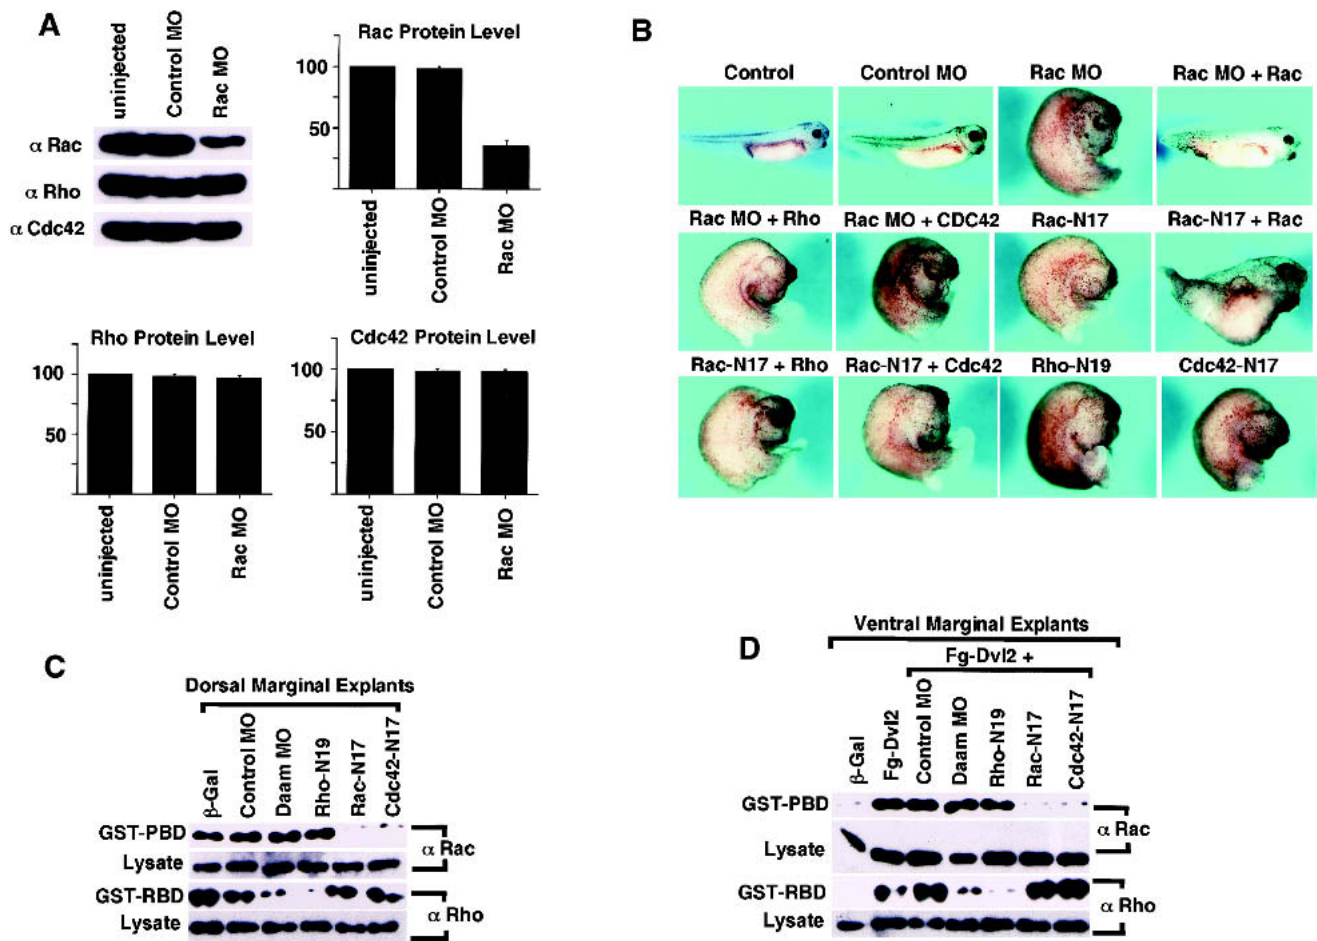 A
uninjected
Control MO
Rac MO
α Rac
α Rho
α Cdc42
Rac Protein Level
100
50
uninjected
Control MO
Rac MO
Rho Protein Level
100
50
uninjected
Control MO
Rac MO
Cdc42 Protein Level
100
50
uninjected
Control MO
Rac MO
B
Control
Control MO
Rac MO
Rac MO + Rac
Rac MO + Rho
Rac MO + CDC42
Rac-N17
Rac-N17 + Rac
Rac-N17 + Rho
Rac-N17 + Cdc42
Rho-N19
Cdc42-N17
C
Dorsal Marginal Explants
β-Gal
Control MO
Daam MO
Rho-N19
Rac-N17
Cdc42-N17
GST-PBD
Lysate
α Rac
GST-RBD
Lysate
α Rho
D
Ventral Marginal Explants
Fg-Dvl2 +
β-Gal
Fg-Dvl2
Control MO
Daam MO
Rho-N19
Rac-N17
Cdc42-N17
GST-PBD
Lysate
α Rac
GST-RBD
Lysate
α Rho